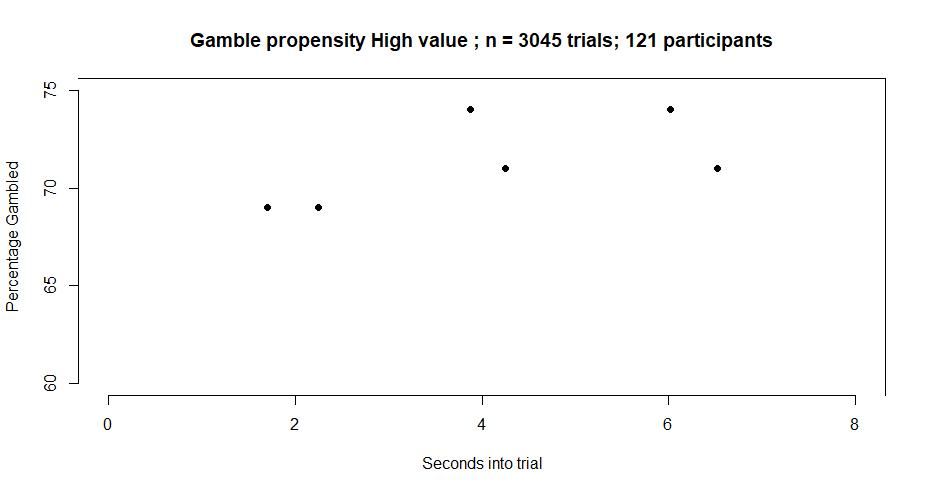 Gamble propensity High value ; n = 3045 trials; 121 participants
Percentage Gambled
75
70
65
60
0 2 4 6 8
Seconds into trial